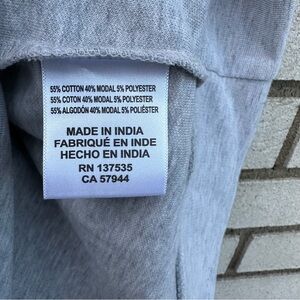 55% COTTON 40% MODAL 5% POLYESTER
55% COTON 40% MODAL 5% POLYESTER
55% ALGODÓN 40% MODAL 5% POLIÉSTER
MADE IN INDIA
FABRIQUÉ EN INDE
HECHO EN INDIA
RN 137535
CA 57944